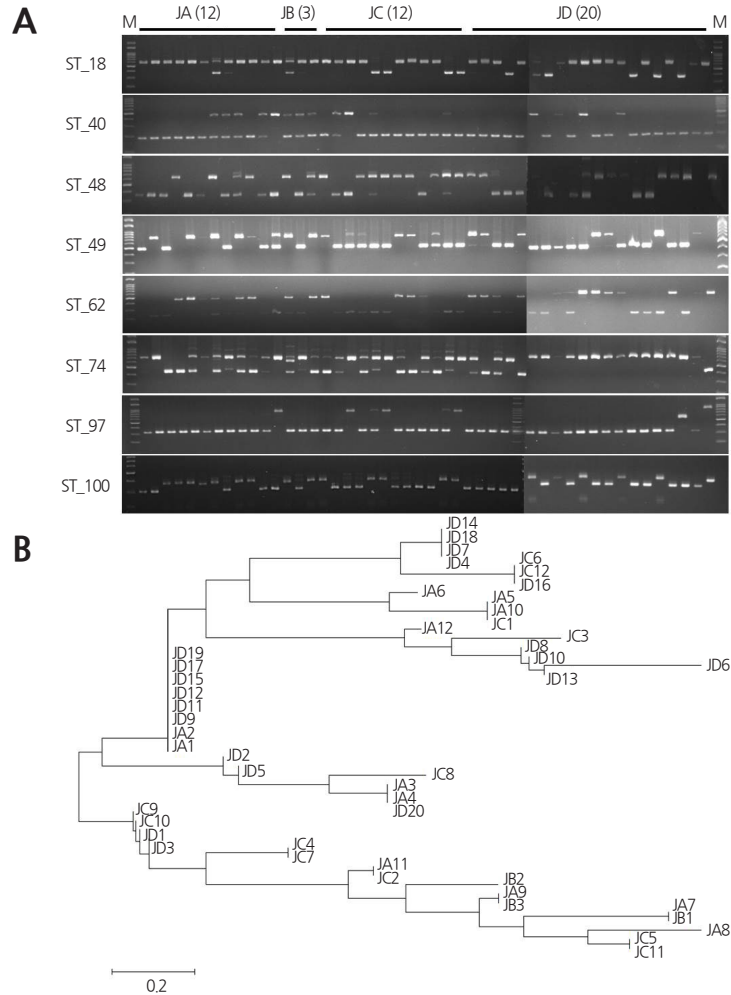 A
M JA (12) JB (3) JC (12) JD (20) M
ST_18
ST_40
ST_48
ST_49
ST_62
ST_74
ST_97
ST_100
B
JD14
JD18
JD7
JD4
JC6
JC12
JD16
JA6
JA5
JA10
JC1
JA12
JC3
JD8
JD10
JD6
JD13
JD19
JD17
JD15
JD12
JD11
JD9
JA2
JA1
JD2
JD5
JC8
JA3
JA4
JD20
JC9
JC10
JD1
JD3
JC4
JC7
JA11
JC2
JB2
JA9
JB3
JA7
JB1
JA8
JC5
JC11
0.2